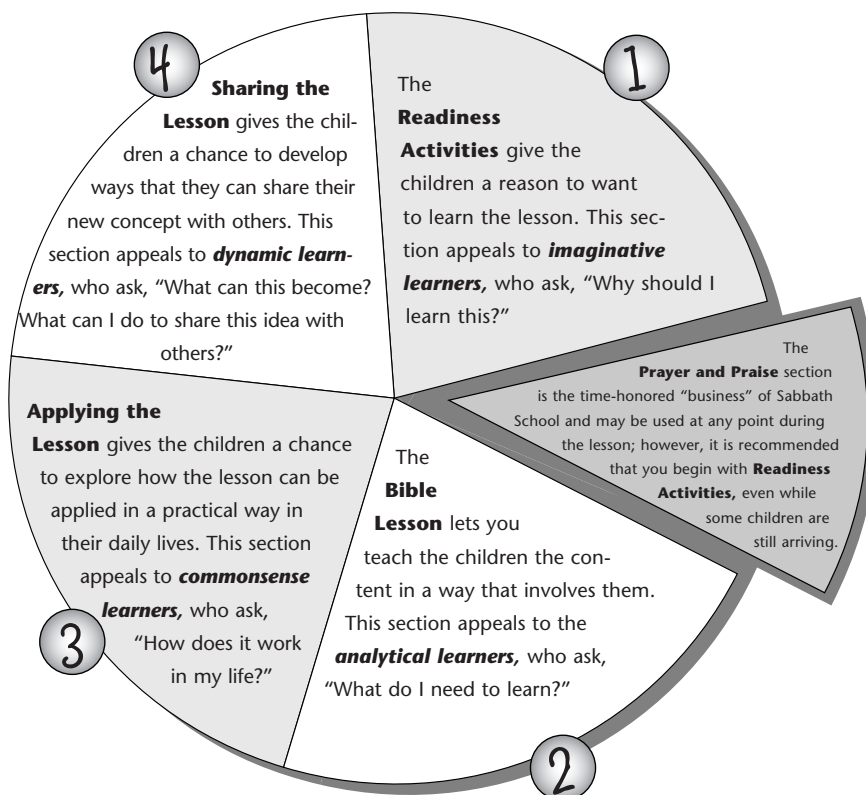 1
The
Readiness
Activities give the
children a reason to want
to learn the lesson. This sec-
tion appeals to imaginative
learners, who ask, “Why should I
learn this?”
The
Prayer and Praise section
is the time-honored “business” of Sabbath
School and may be used at any point during
the lesson; however, it is recommended
that you begin with Readiness
Activities, even while
some children are
still arriving.
2
The
Bible
Lesson lets you
teach the children the con-
tent in a way that involves them.
This section appeals to the
analytical learners, who ask,
“What do I need to learn?”
3
Applying the
Lesson gives the children a chance
to explore how the lesson can be
applied in a practical way in
their daily lives. This section
appeals to commonsense
learners, who ask,
“How does it work
in my life?”
4
Sharing the
Lesson gives the chil-
dren a chance to develop
ways that they can share their
new concept with others. This
section appeals to dynamic learn-
ers, who ask, “What can this become?
What can I do to share this idea with
others?”